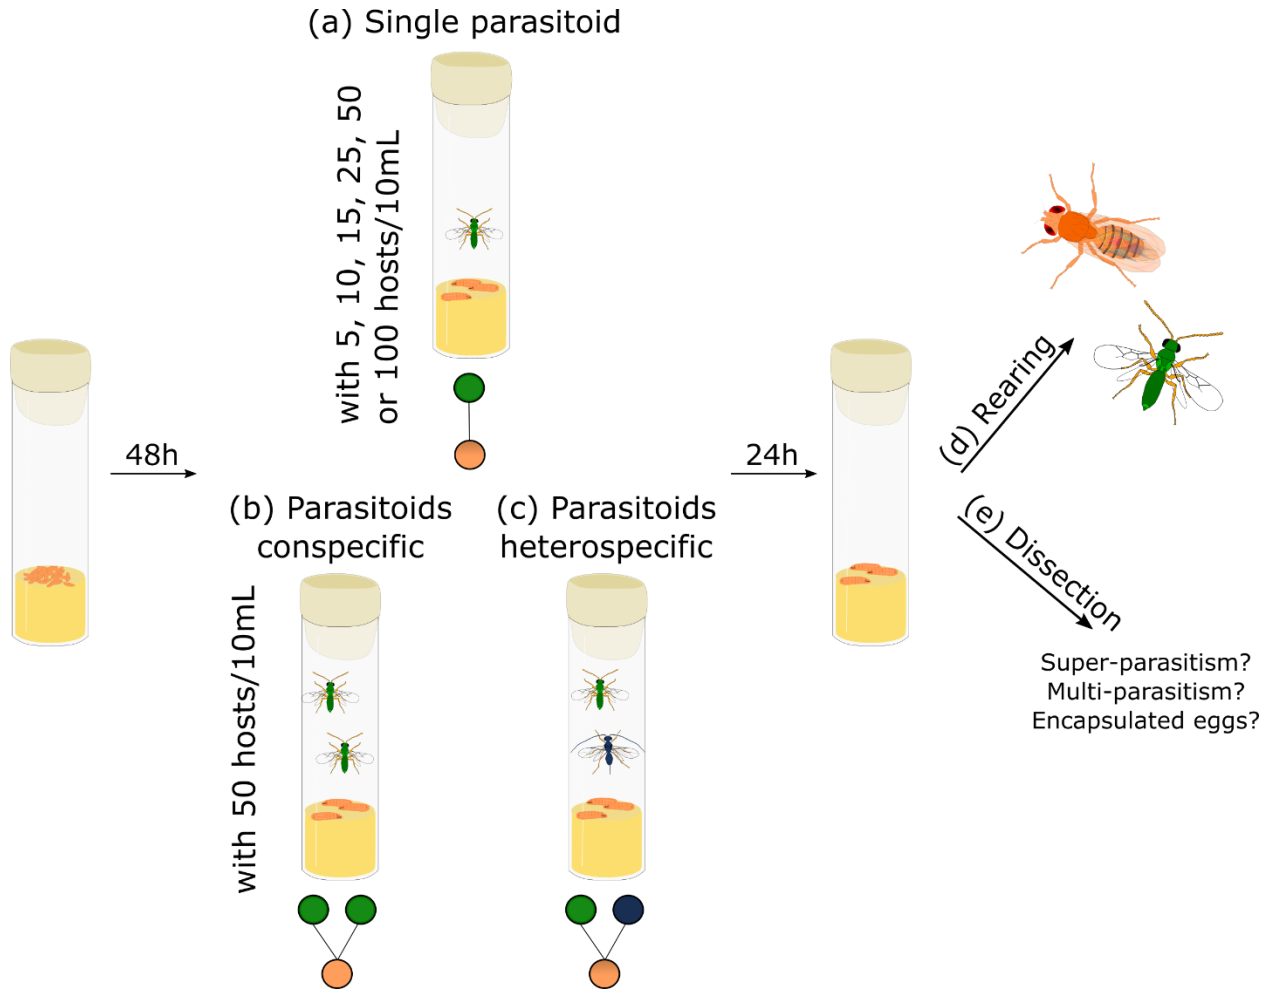 (a) Single parasitoid
with 5, 10, 15, 25, 50
or 100 hosts/10mL
48h
(b) Parasitoids
conspecific
with 50 hosts/10mL
(c) Parasitoids
heterospecific
24h
(d) Rearing
(e) Dissection
Super-parasitism?
Multi-parasitism?
Encapsulated eggs?